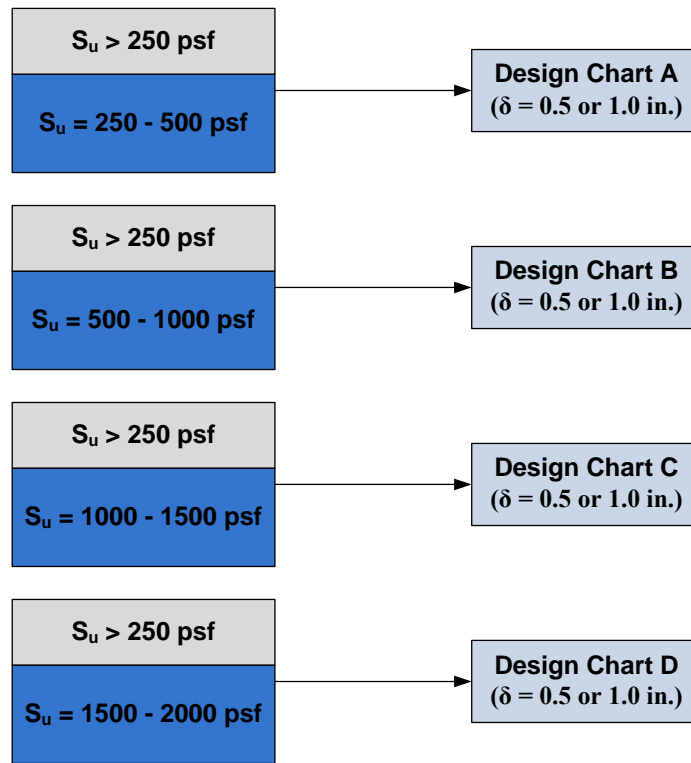 Sᵤ > 250 psf
Sᵤ = 250 - 500 psf
Design Chart A
(δ = 0.5 or 1.0 in.)
Sᵤ > 250 psf
Sᵤ = 500 - 1000 psf
Design Chart B
(δ = 0.5 or 1.0 in.)
Sᵤ > 250 psf
Sᵤ = 1000 - 1500 psf
Design Chart C
(δ = 0.5 or 1.0 in.)
Sᵤ > 250 psf
Sᵤ = 1500 - 2000 psf
Design Chart D
(δ = 0.5 or 1.0 in.)